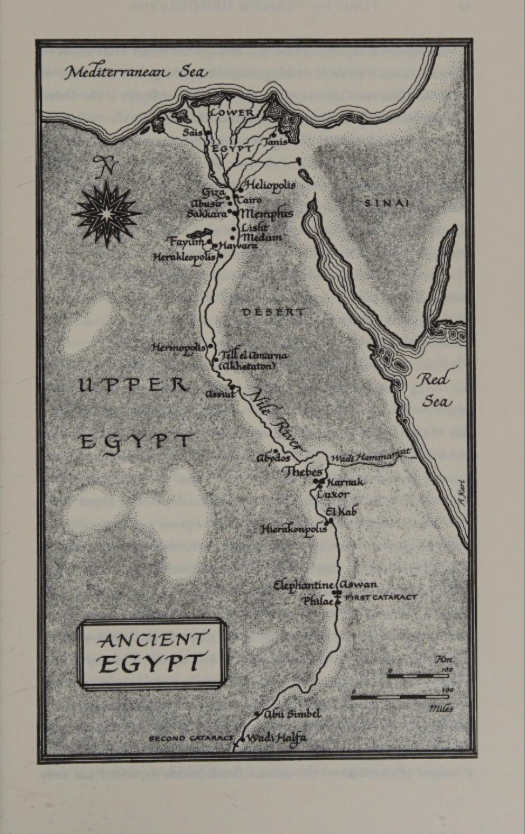 Mediterranean Sea
LOWER
EGYPT
Sais
Tanis
N
Giza
Heliopolis
Cairo
Abusir
Sakkara
Memphis
Lisht
Medum
Fayum
Hawara
Herakleopolis
SINAI
DESERT
Hermopolis
Tell el Amarna
(Akhetaton)
Assiut
UPPER
EGYPT
Nile River
Red
Sea
Abydos
Wadi Hammamat
Thebes
Karnak
Luxor
El Kab
Hierakonpolis
Elephantine
Aswan
Philae
FIRST CATARACT
ANCIENT
EGYPT
Km.
0 100
0 100
Miles
Abu Simbel
SECOND CATARACT
Wadi Halfa